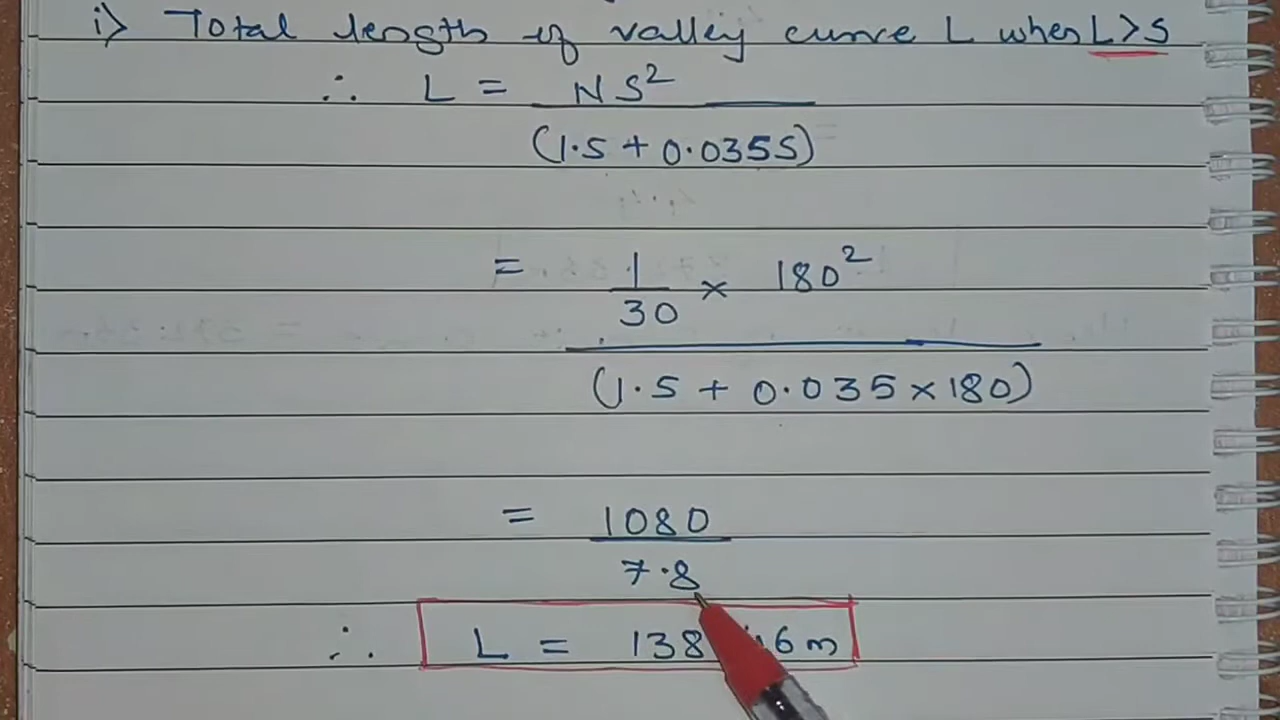 i) Total length of valley curve L when L>S
∴ L = NS²
(1.5 + 0.035S)
= 1/30 × 180²
(1.5 + 0.035×180)
= 1080
7.8
∴ L =